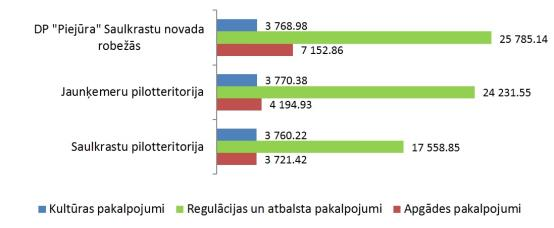 DP "Piejūra" Saulkrastu novada
robežās
3 768.98
25 785.14
7 152.86
Jaunķemeru pilotteritorija
3 770.38
24 231.55
4 194.93
Saulkrastu pilotteritorija
3 760.22
17 558.85
3 721.42
Kultūras pakalpojumi Regulācijas un atbalsta pakalpojumi Apgādes pakalpojumi